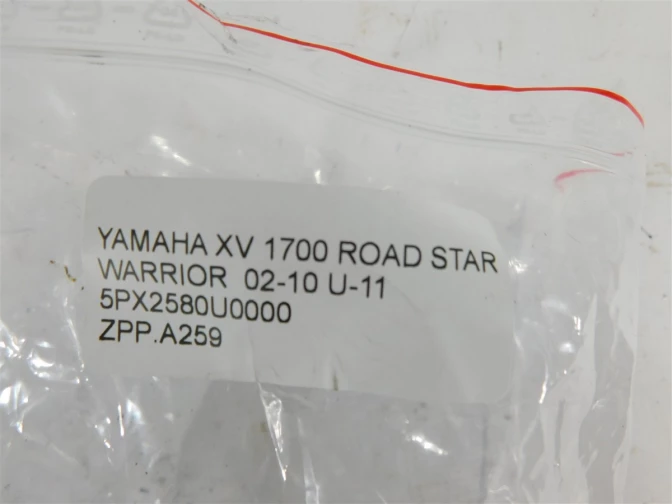 YAMAHA XV 1700 ROAD STAR
WARRIOR 02-10 U-11
5PX2580U0000
ZPP.A259